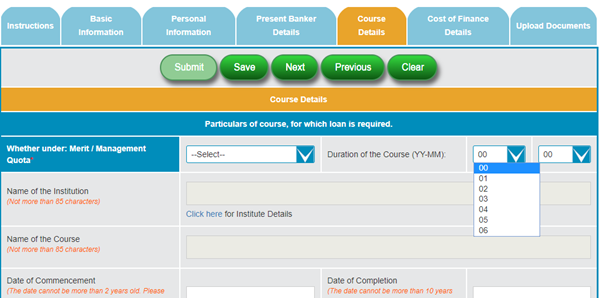 Instructions
Basic
Information
Personal
Information
Present Banker
Details
Course
Details
Cost of Finance
Details
Upload Documents
Submit Save Next Previous Clear
Course Details
Particulars of course, for which loan is required.
Whether under: Merit / Management
Quota*
--Select--
Duration of the Course (YY-MM):
00
00
00
01
02
03
04
05
06
Name of the Institution
(Not more than 85 characters)
Click here for Institute Details
Name of the Course
(Not more than 85 characters)
Date of Commencement
(The date cannot be more than 2 years old. Please
Date of Completion
(The date cannot be more than 10 years